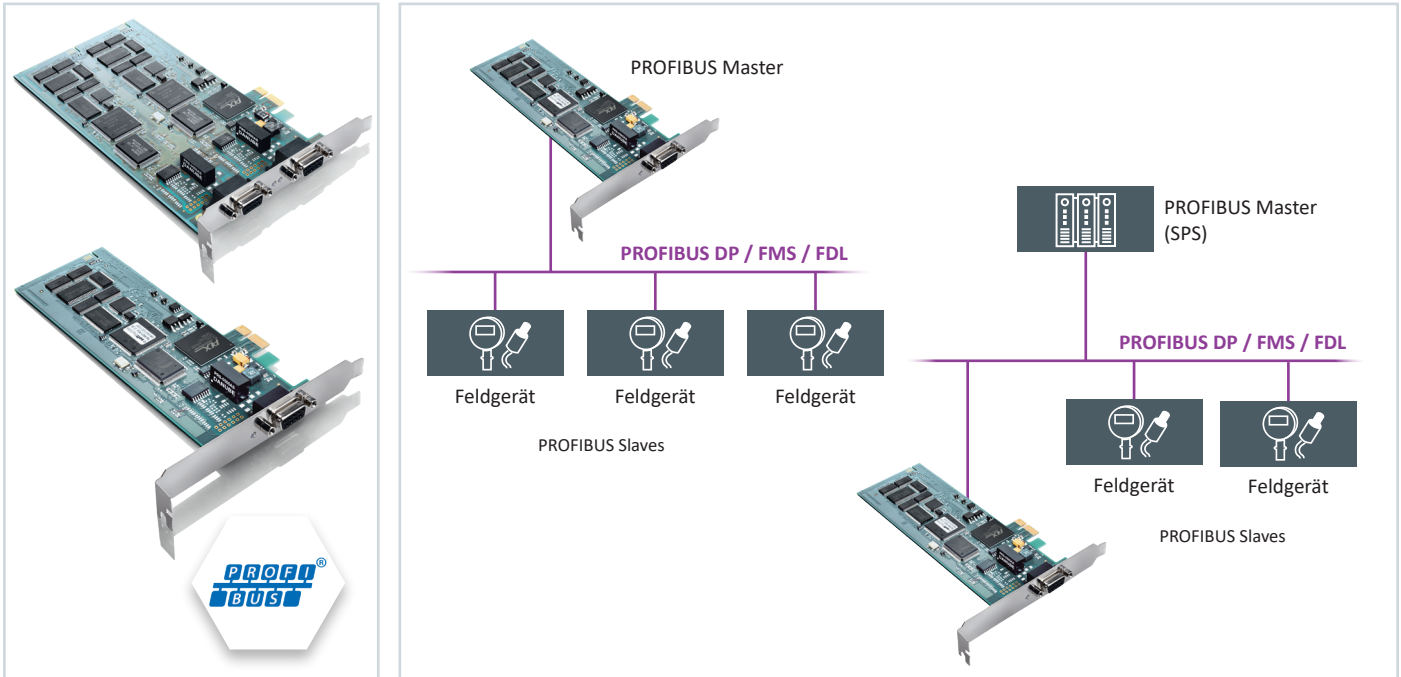 PROFI
BUS®
PROFIBUS Master
PROFIBUS DP / FMS / FDL
Feldgerät
Feldgerät
Feldgerät
PROFIBUS Slaves
PROFIBUS Master
(SPS)
PROFIBUS DP / FMS / FDL
Feldgerät
Feldgerät
PROFIBUS Slaves